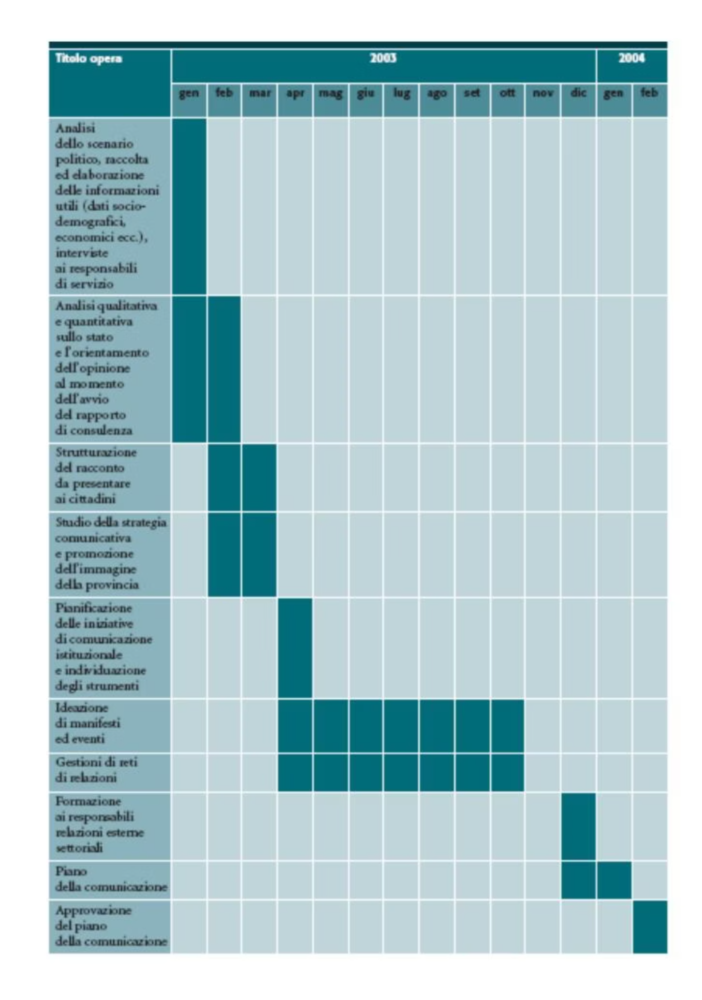 Titolo opera 2003 2004
gen feb mar apr mag giu lug ago set ott nov dic gen feb
Analisi
dello scenario
politico, raccolta
ed elaborazione
delle informazioni
utili (dati socio-
demografici,
economici ecc.),
interviste
ai responsabili
di servizio
Analisi qualitativa
e quantitativa
sullo stato
e l'orientamento
dell'opinione
al momento
dell'avvio
del rapporto
di consulenza
Strutturazione
del racconto
da presentare
ai cittadini
Studio della strategia
comunicativa
e promozione
dell'immagine
della provincia
Pianificazione
delle iniziative
di comunicazione
istituzionale
e individuazione
degli strumenti
Ideazione
di manifesti
ed eventi
Gestioni di reti
di relazioni
Formazione
ai responsabili
relazioni esterne
settoriali
Piano
della comunicazione
Approvazione
del piano
della comunicazione